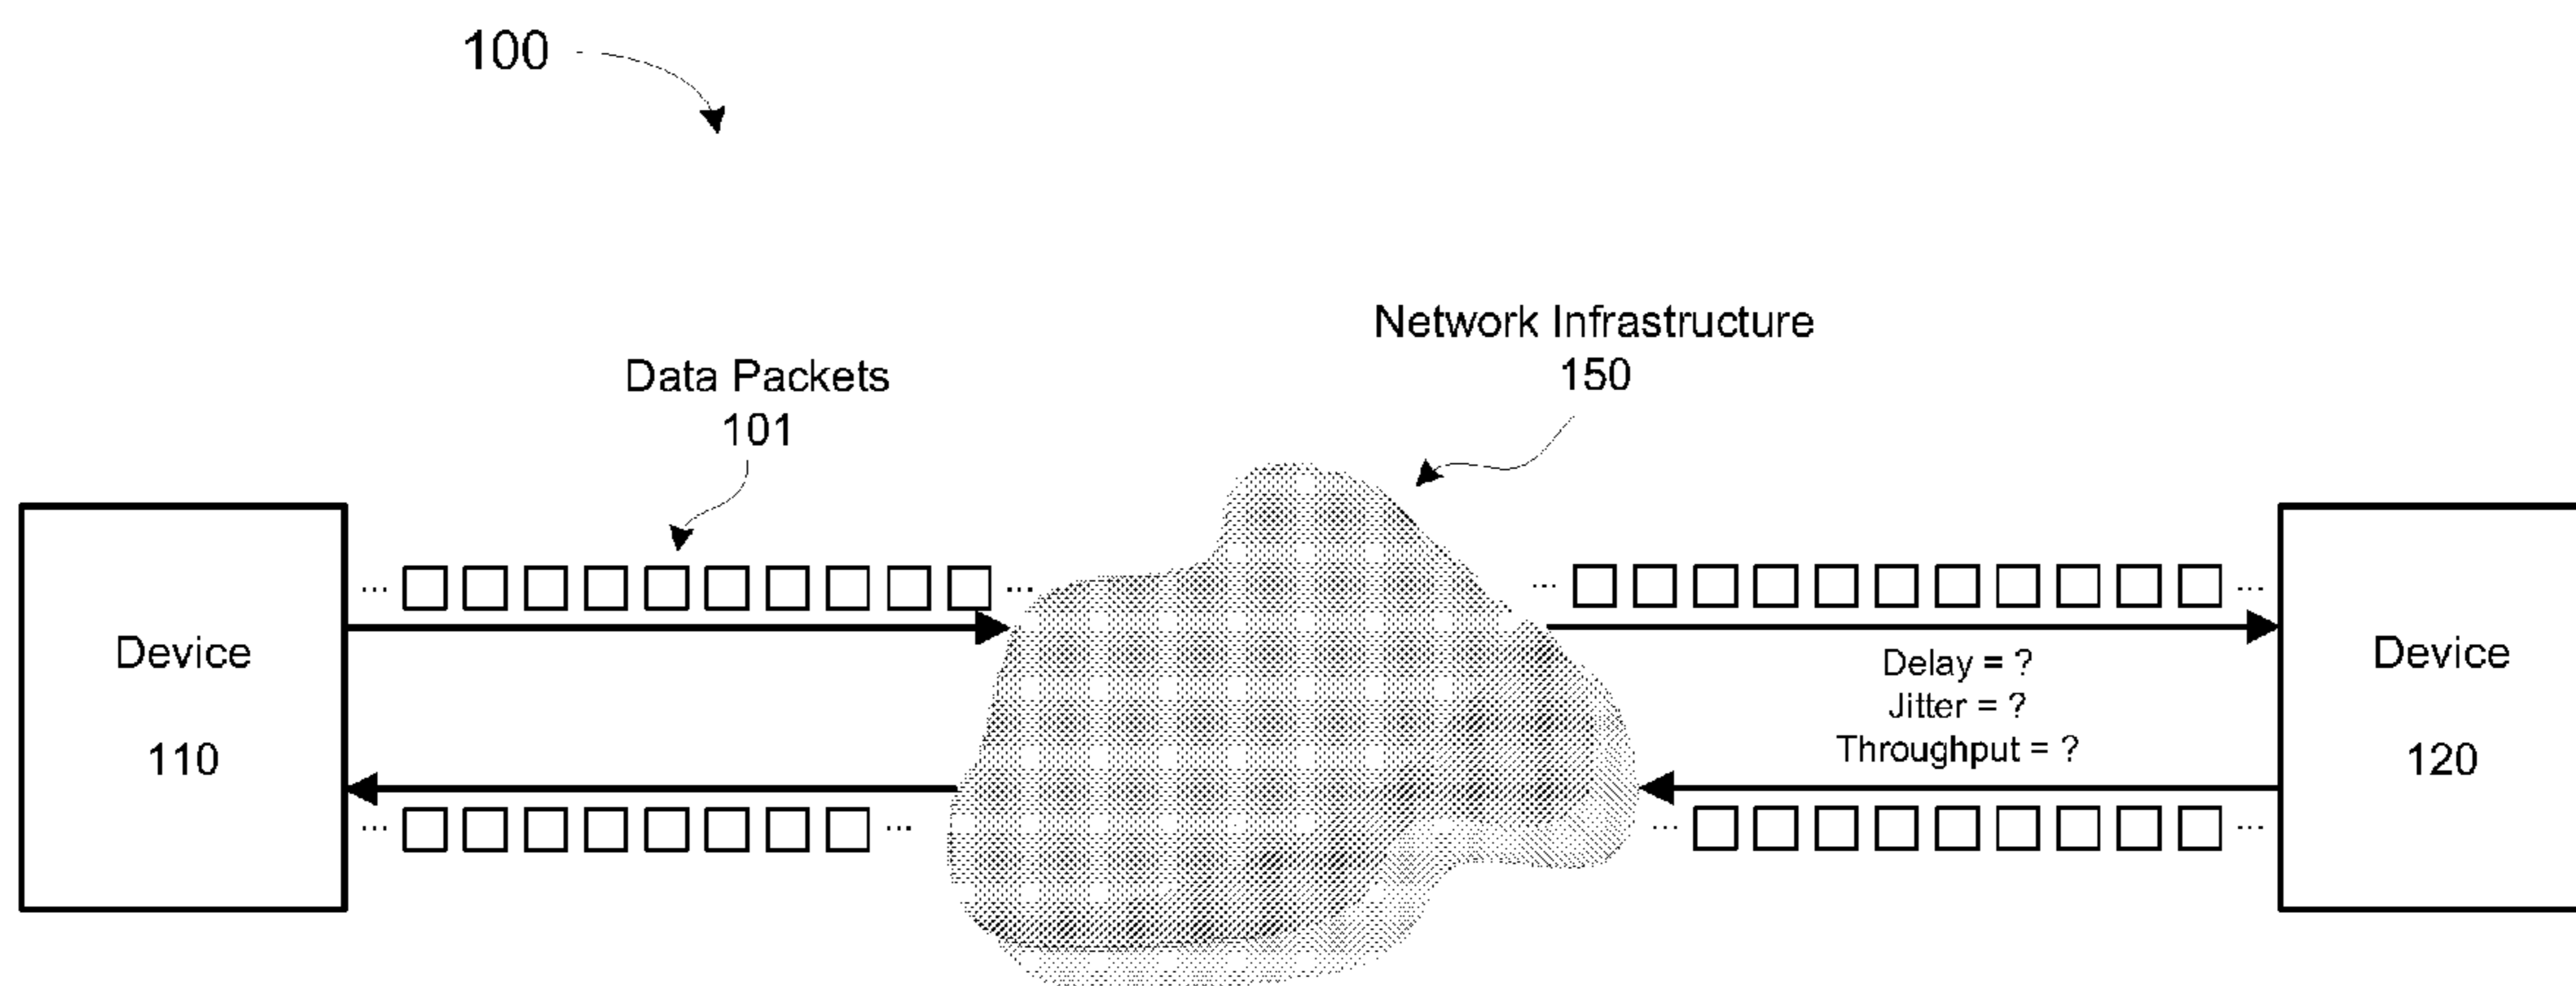 100
Network Infrastructure
150
Data Packets
101
... ...
... ...
Device
110
Delay = ?
Jitter = ?
Throughput = ?
Device
120
... ...
... ...